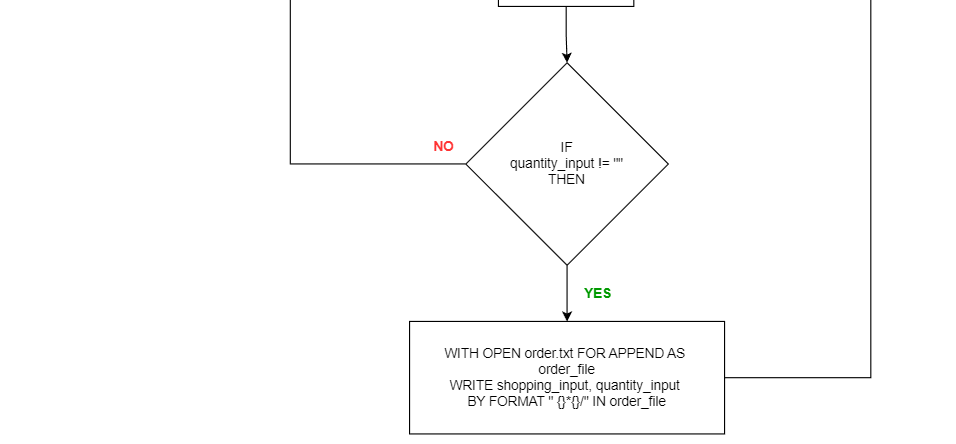 NO
IF
quantity_input != ""
THEN
YES
WITH OPEN order.txt FOR APPEND AS
order_file
WRITE shopping_input, quantity_input
BY FORMAT " {}*{}/" IN order_file